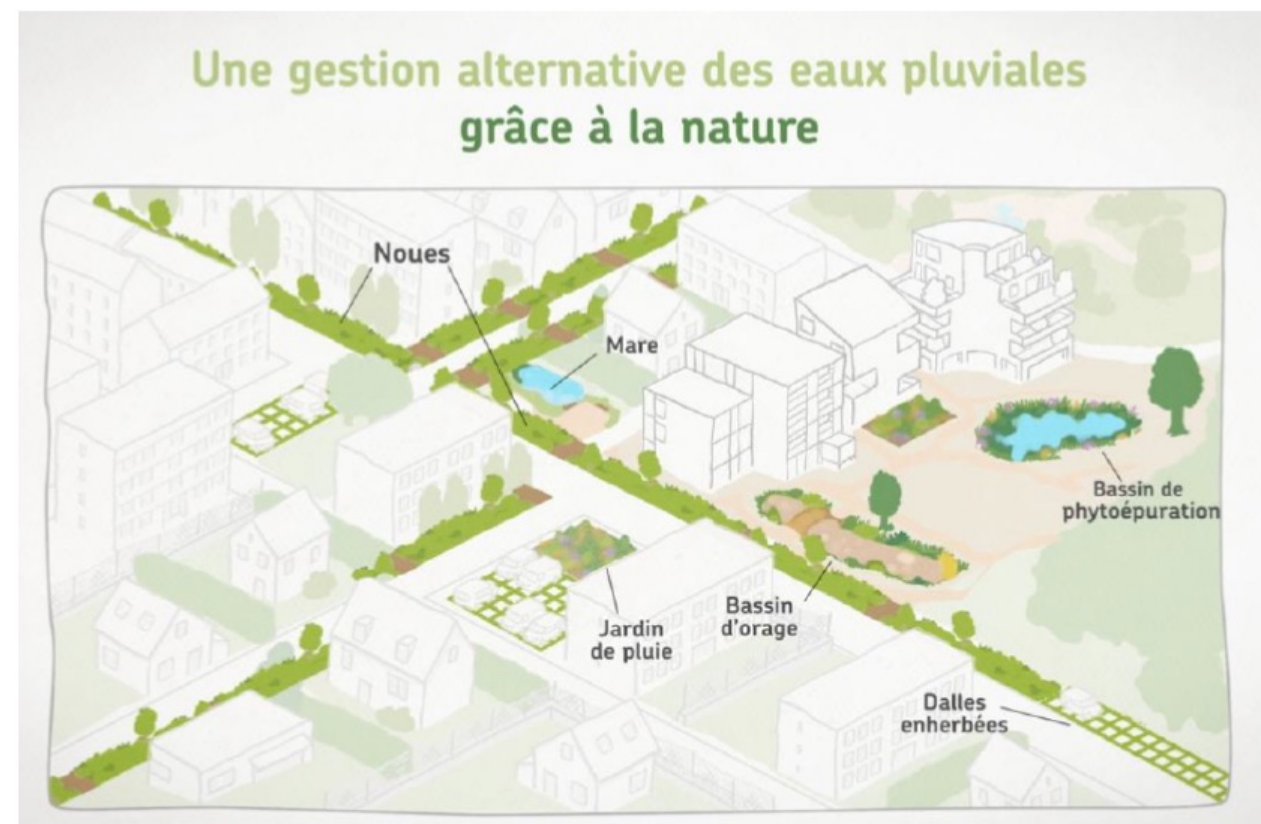 Une gestion alternative des eaux pluviales
grâce à la nature
Noues
Mare
Bassin de
phytoépuration
Bassin
d'orage
Jardin
de pluie
Dalles
enherbées